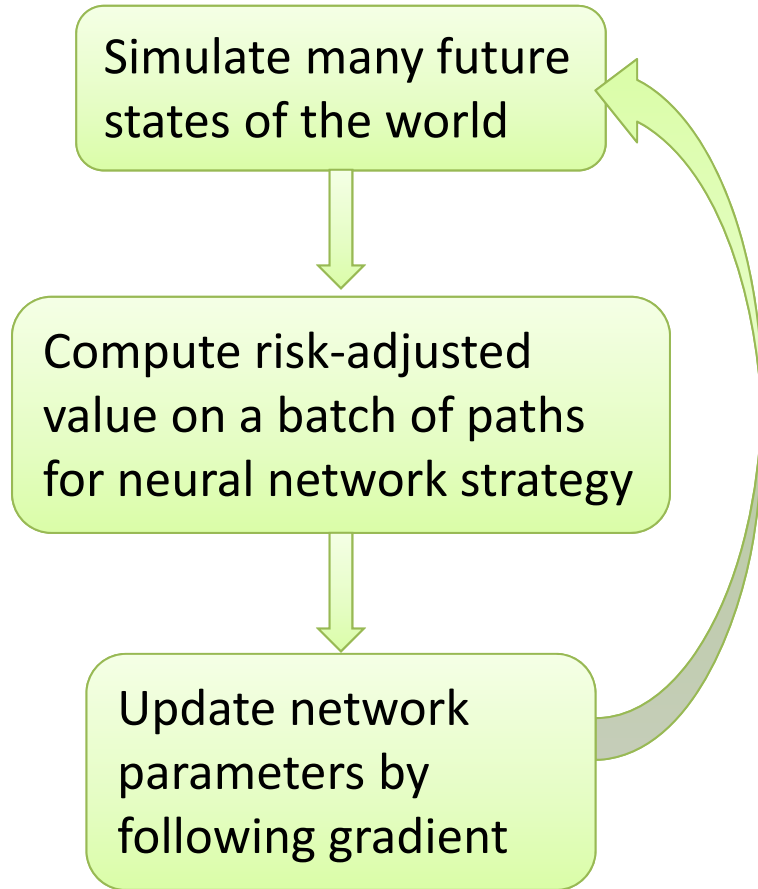 Simulate many future
states of the world
Compute risk-adjusted
value on a batch of paths
for neural network strategy
Update network
parameters by
following gradient